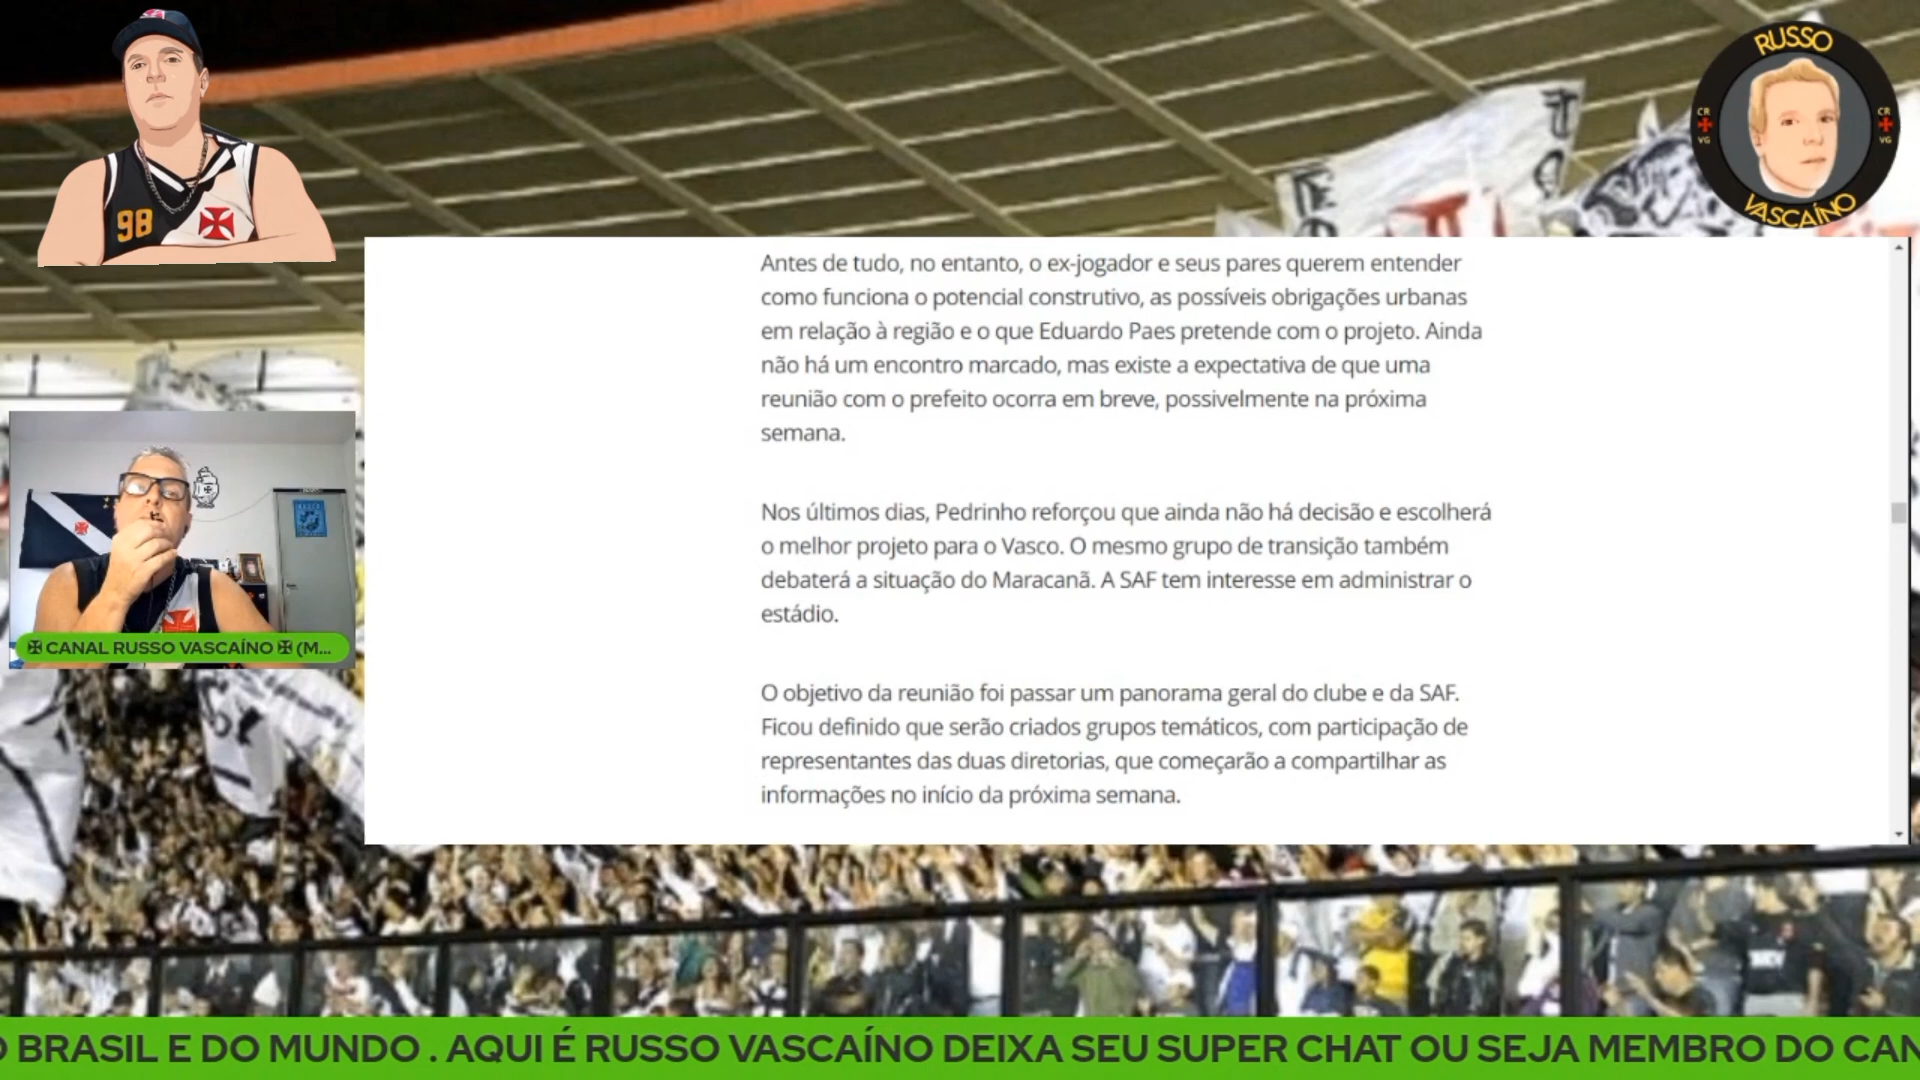 RUSSO
CR
VG
CR
VG
VASCAÍNO
98
Antes de tudo, no entanto, o ex-jogador e seus pares querem entender
como funciona o potencial construtivo, as possíveis obrigações urbanas
em relação à região e o que Eduardo Paes pretende com o projeto. Ainda
não há um encontro marcado, mas existe a expectativa de que uma
reunião com o prefeito ocorra em breve, possivelmente na próxima
semana.
Nos últimos dias, Pedrinho reforçou que ainda não há decisão e escolherá
o melhor projeto para o Vasco. O mesmo grupo de transição também
debaterá a situação do Maracanã. A SAF tem interesse em administrar o
estádio.
O objetivo da reunião foi passar um panorama geral do clube e da SAF.
Ficou definido que serão criados grupos temáticos, com participação de
representantes das duas diretorias, que começarão a compartilhar as
informações no início da próxima semana.
✠ CANAL RUSSO VASCAÍNO ✠ (M...
O BRASIL E DO MUNDO . AQUI É RUSSO VASCAÍNO DEIXA SEU SUPER CHAT OU SEJA MEMBRO DO CAN